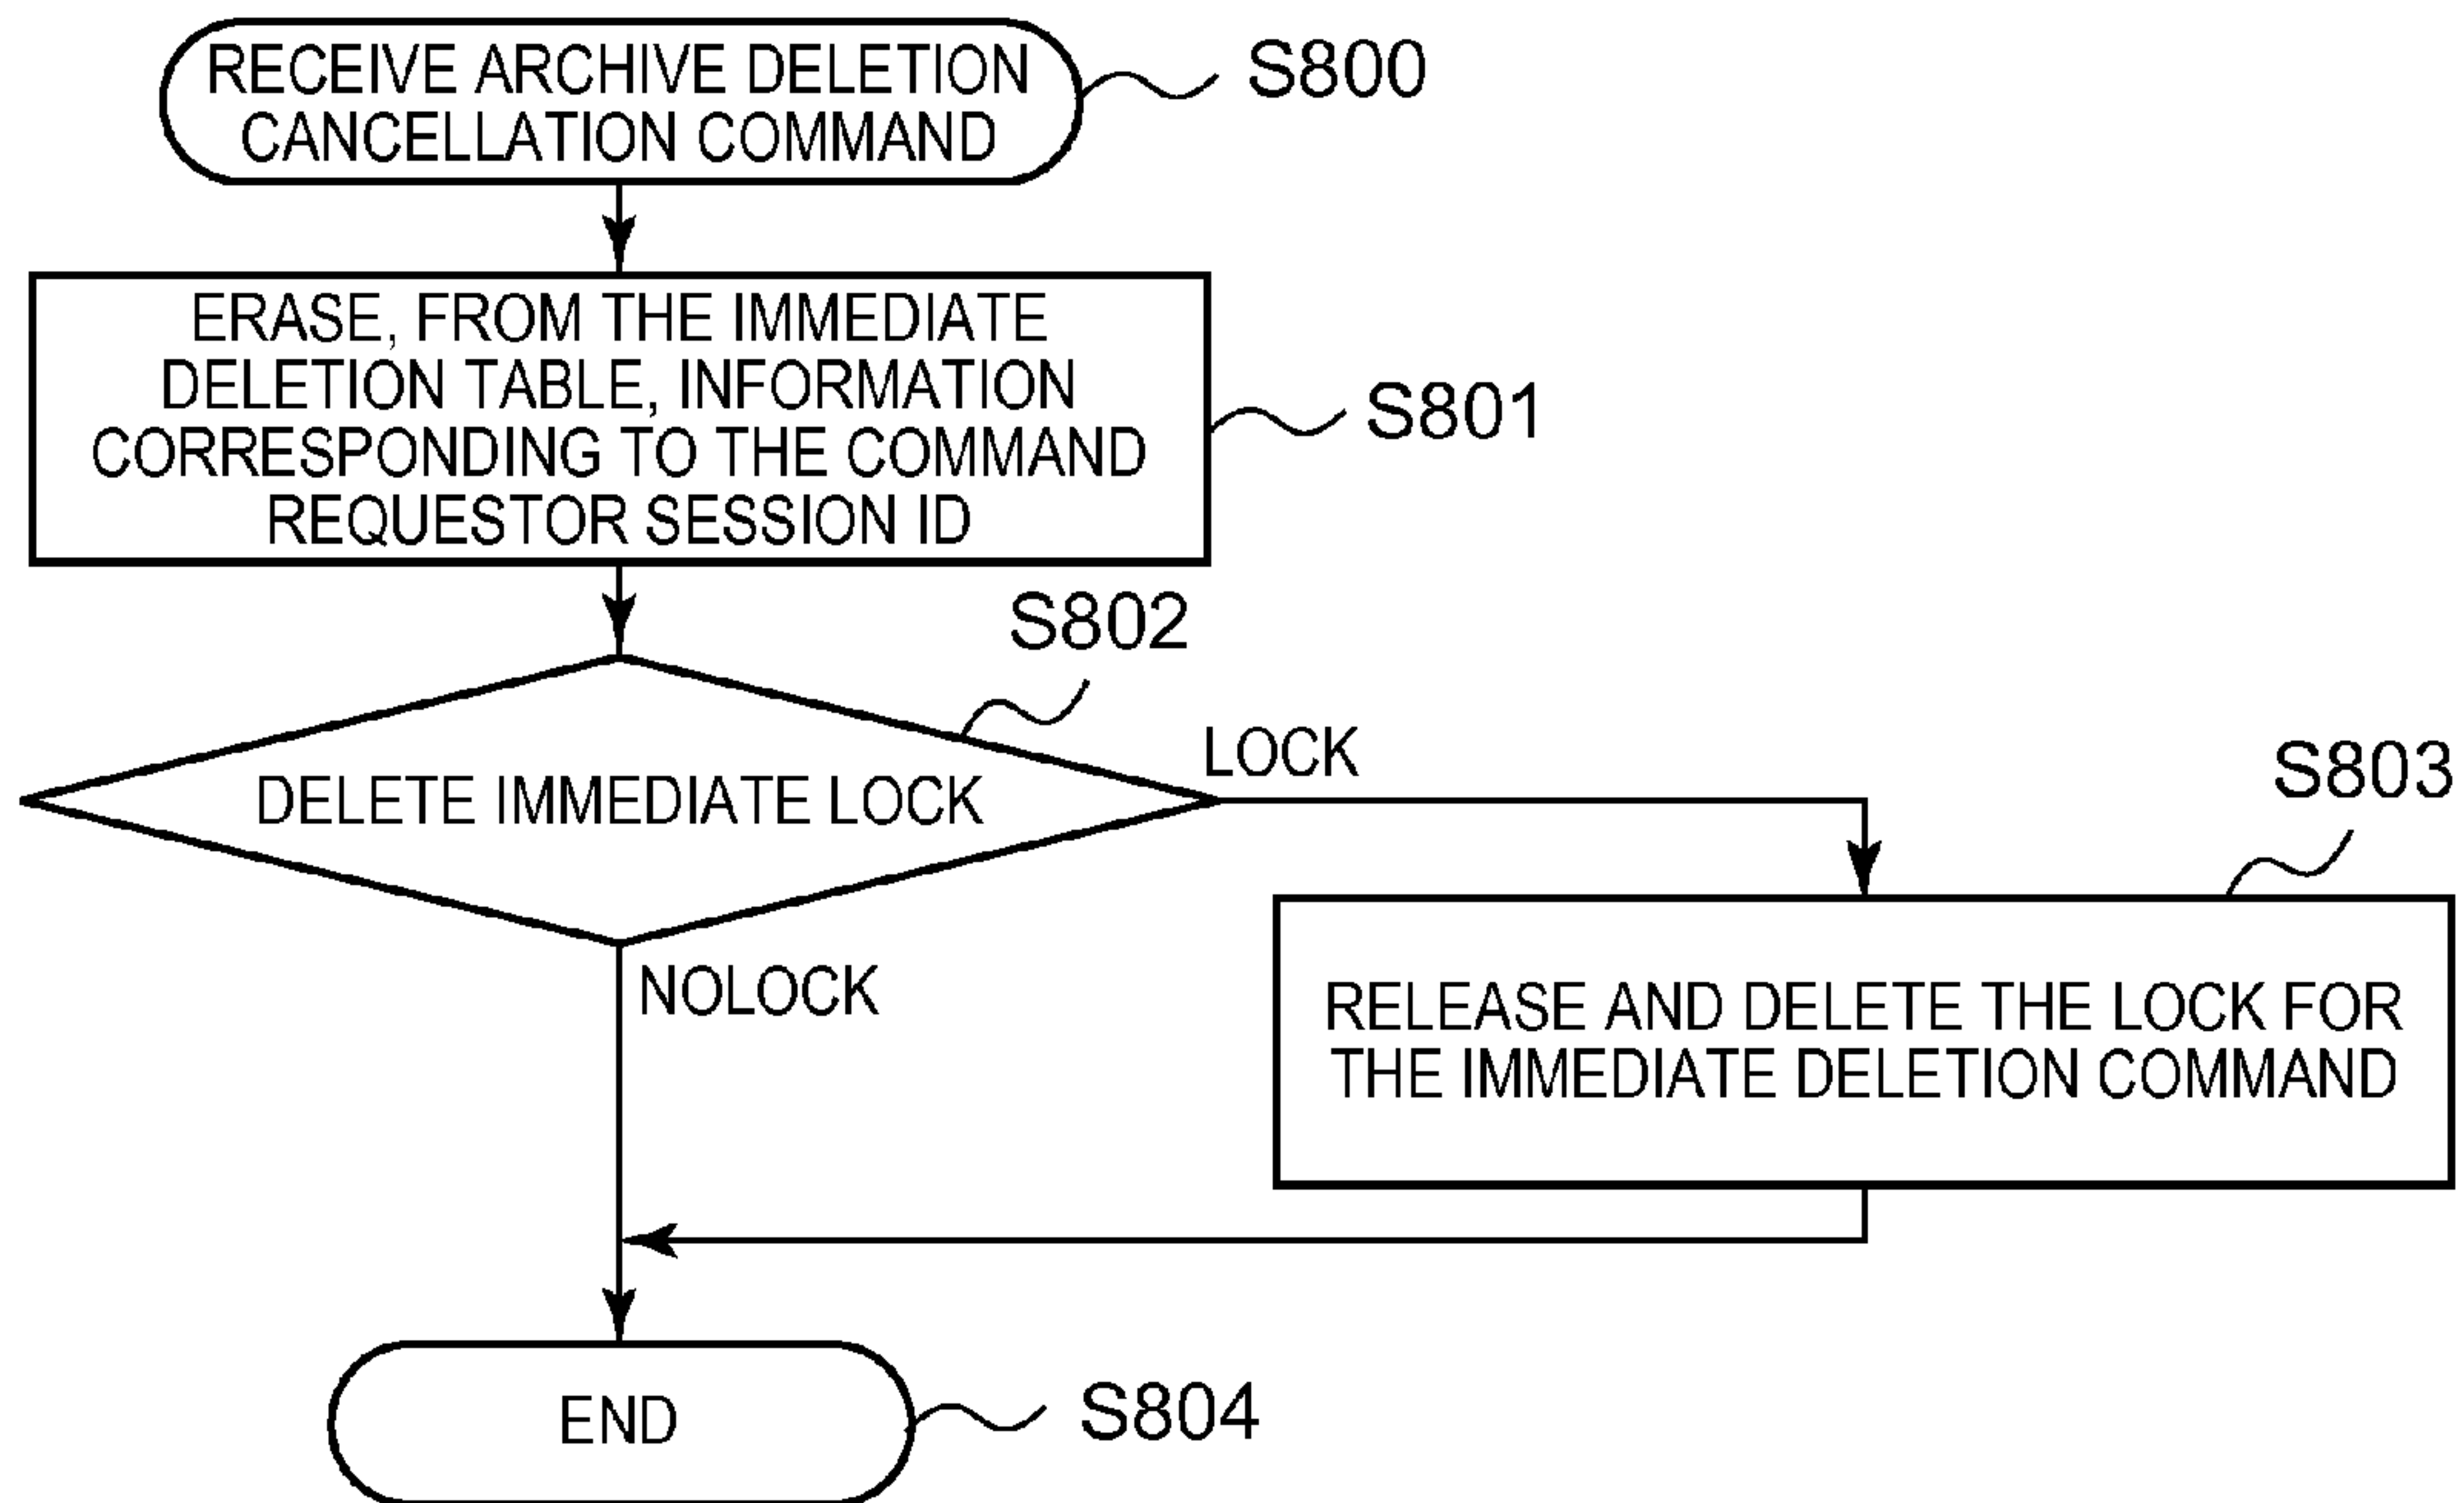 RECEIVE ARCHIVE DELETION
CANCELLATION COMMAND
S800
ERASE, FROM THE IMMEDIATE
DELETION TABLE, INFORMATION
CORRESPONDING TO THE COMMAND
REQUESTOR SESSION ID
S801
S802
DELETE IMMEDIATE LOCK
LOCK
NOLOCK
S803
RELEASE AND DELETE THE LOCK FOR
THE IMMEDIATE DELETION COMMAND
END
S804